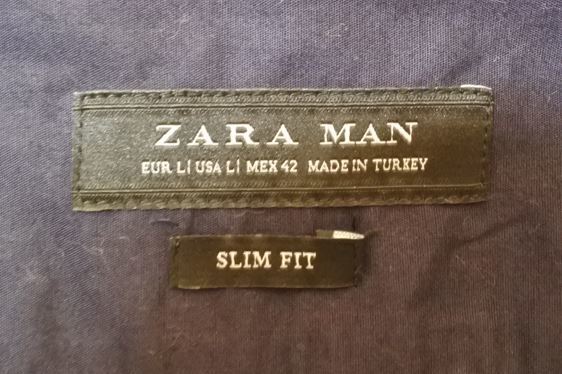 ZARA MAN
EUR L| USA L| MEX 42 MADE IN TURKEY
SLIM FIT